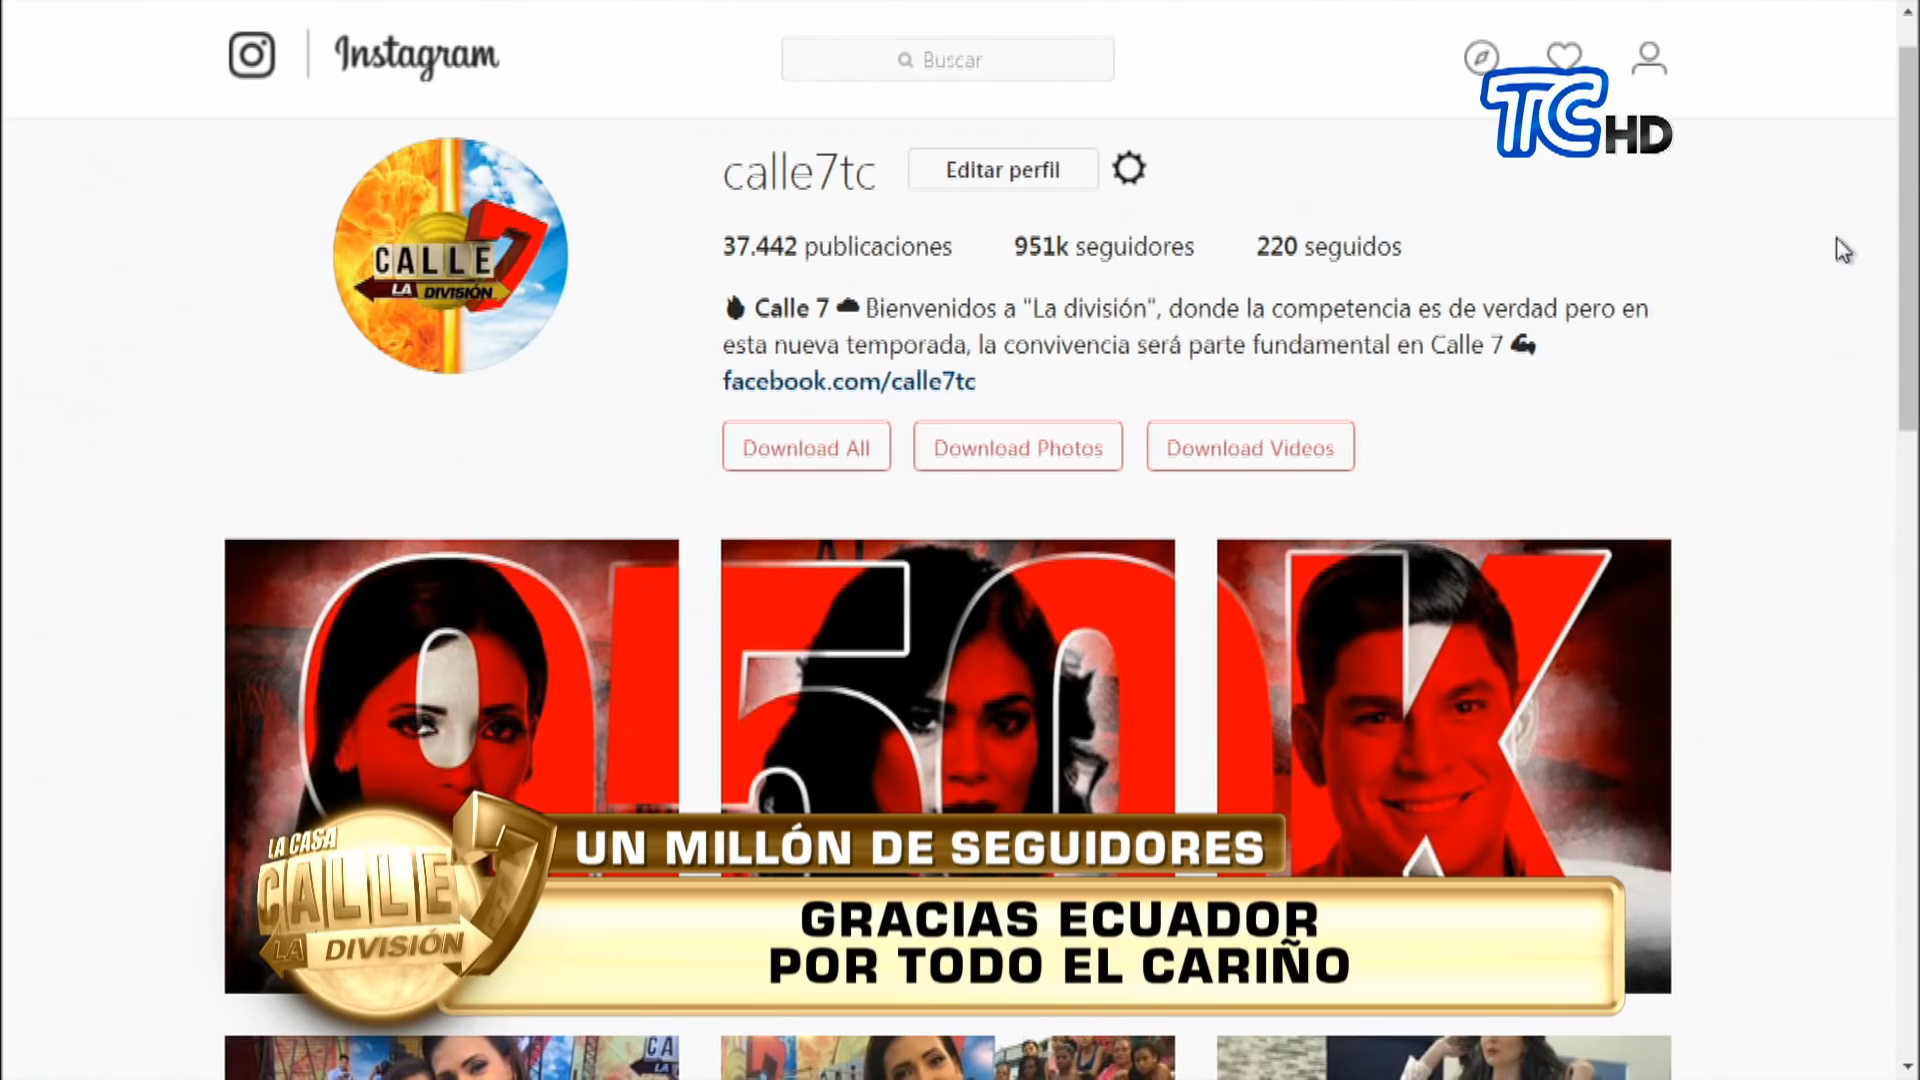 Instagram
Buscar
TC HD
calle7tc
Editar perfil
37.442 publicaciones 951k seguidores 220 seguidos
Calle 7 Bienvenidos a "La división", donde la competencia es de verdad pero en
esta nueva temporada, la convivencia será parte fundamental en Calle 7
facebook.com/calle7tc
CALLE 7
LA DIVISIÓN
Download All Download Photos Download Videos
950K
UN MILLÓN DE SEGUIDORES
GRACIAS ECUADOR
POR TODO EL CARIÑO
LA CASA
CALLE 7
LA DIVISIÓN
CA
LA